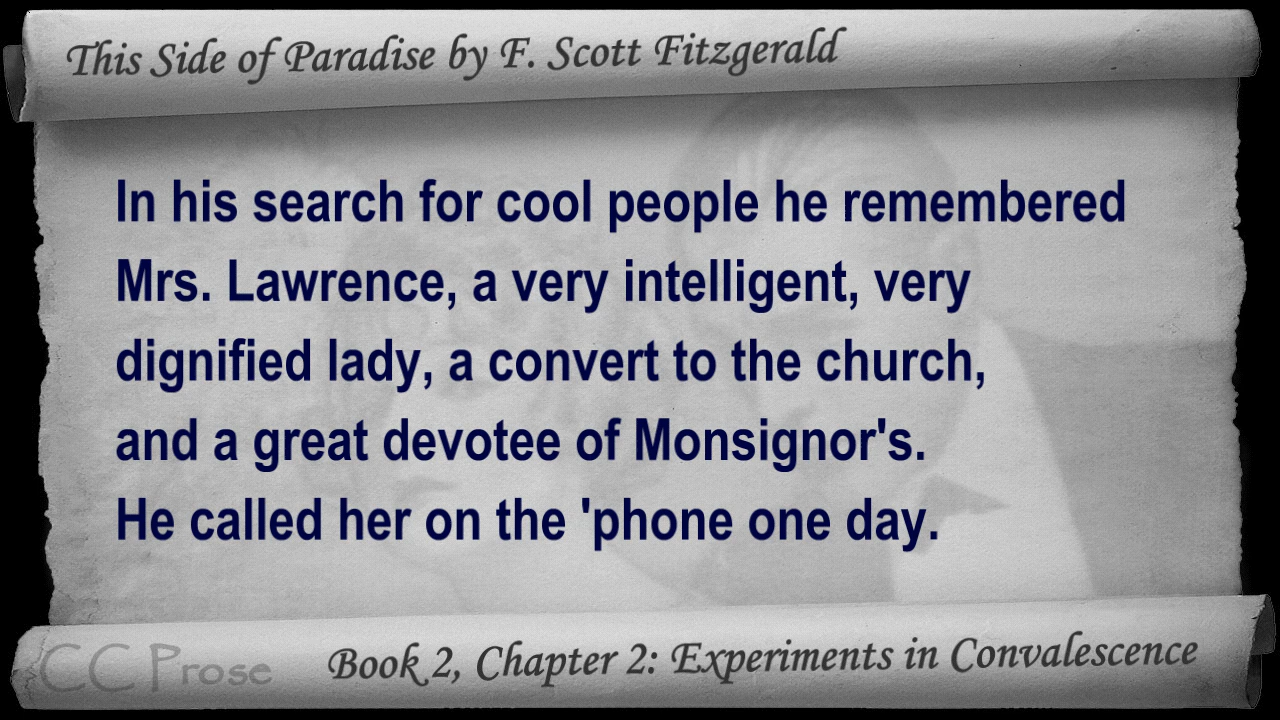 This Side of Paradise by F. Scott Fitzgerald
In his search for cool people he remembered
Mrs. Lawrence, a very intelligent, very
dignified lady, a convert to the church,
and a great devotee of Monsignor's.
He called her on the 'phone one day.
CC Prose
Book 2, Chapter 2: Experiments in Convalescence